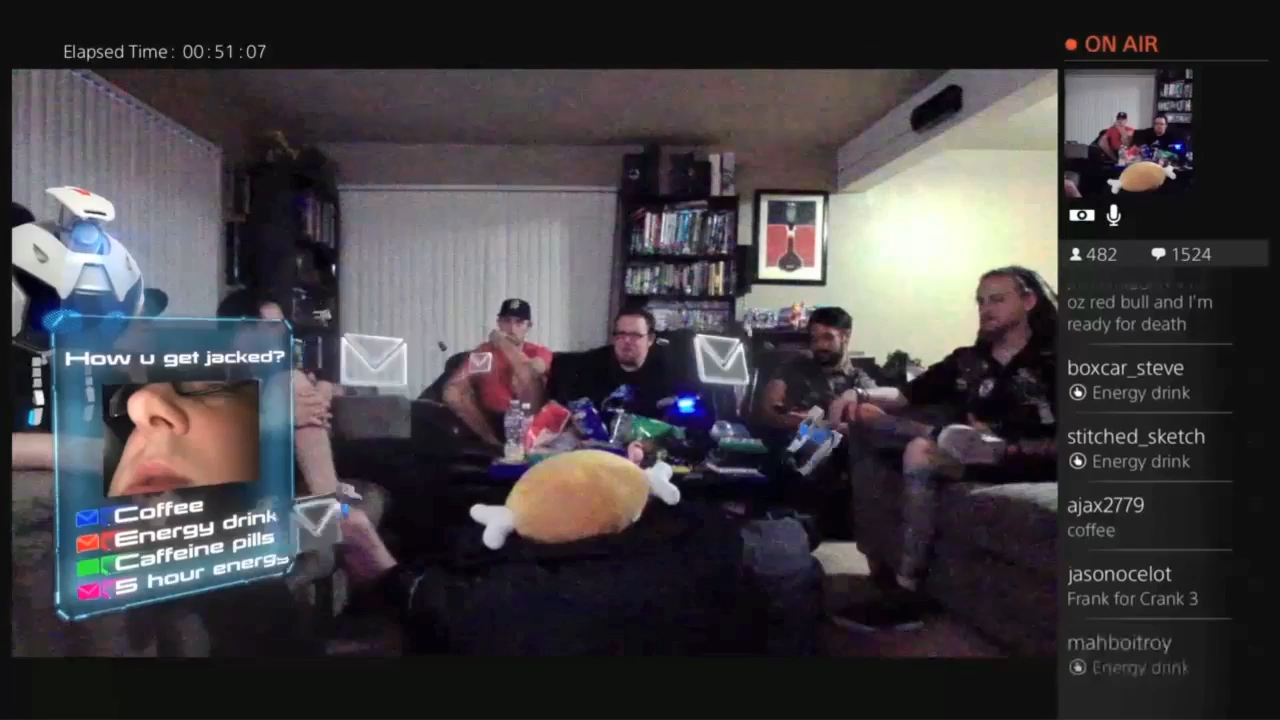 Elapsed Time: 00:51:07
ON AIR
482 1524
oz red bull and I'm
ready for death
boxcar_steve
Energy drink
stitched_sketch
Energy drink
ajax2779
coffee
jasonocelot
Frank for Crank 3
mahboitroy
Energy drink
How u get jacked?
Coffee
Energy drink
Caffeine pills
5 hour energy